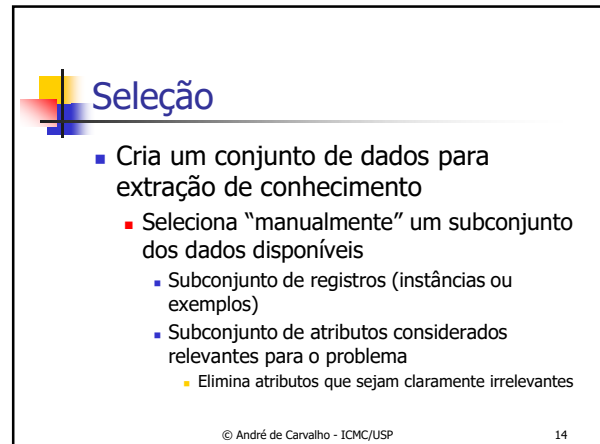 Seleção
Cria um conjunto de dados para
extração de conhecimento
Seleciona “manualmente” um subconjunto
dos dados disponíveis
Subconjunto de registros (instâncias ou
exemplos)
Subconjunto de atributos considerados
relevantes para o problema
Elimina atributos que sejam claramente irrelevantes
© André de Carvalho - ICMC/USP 14